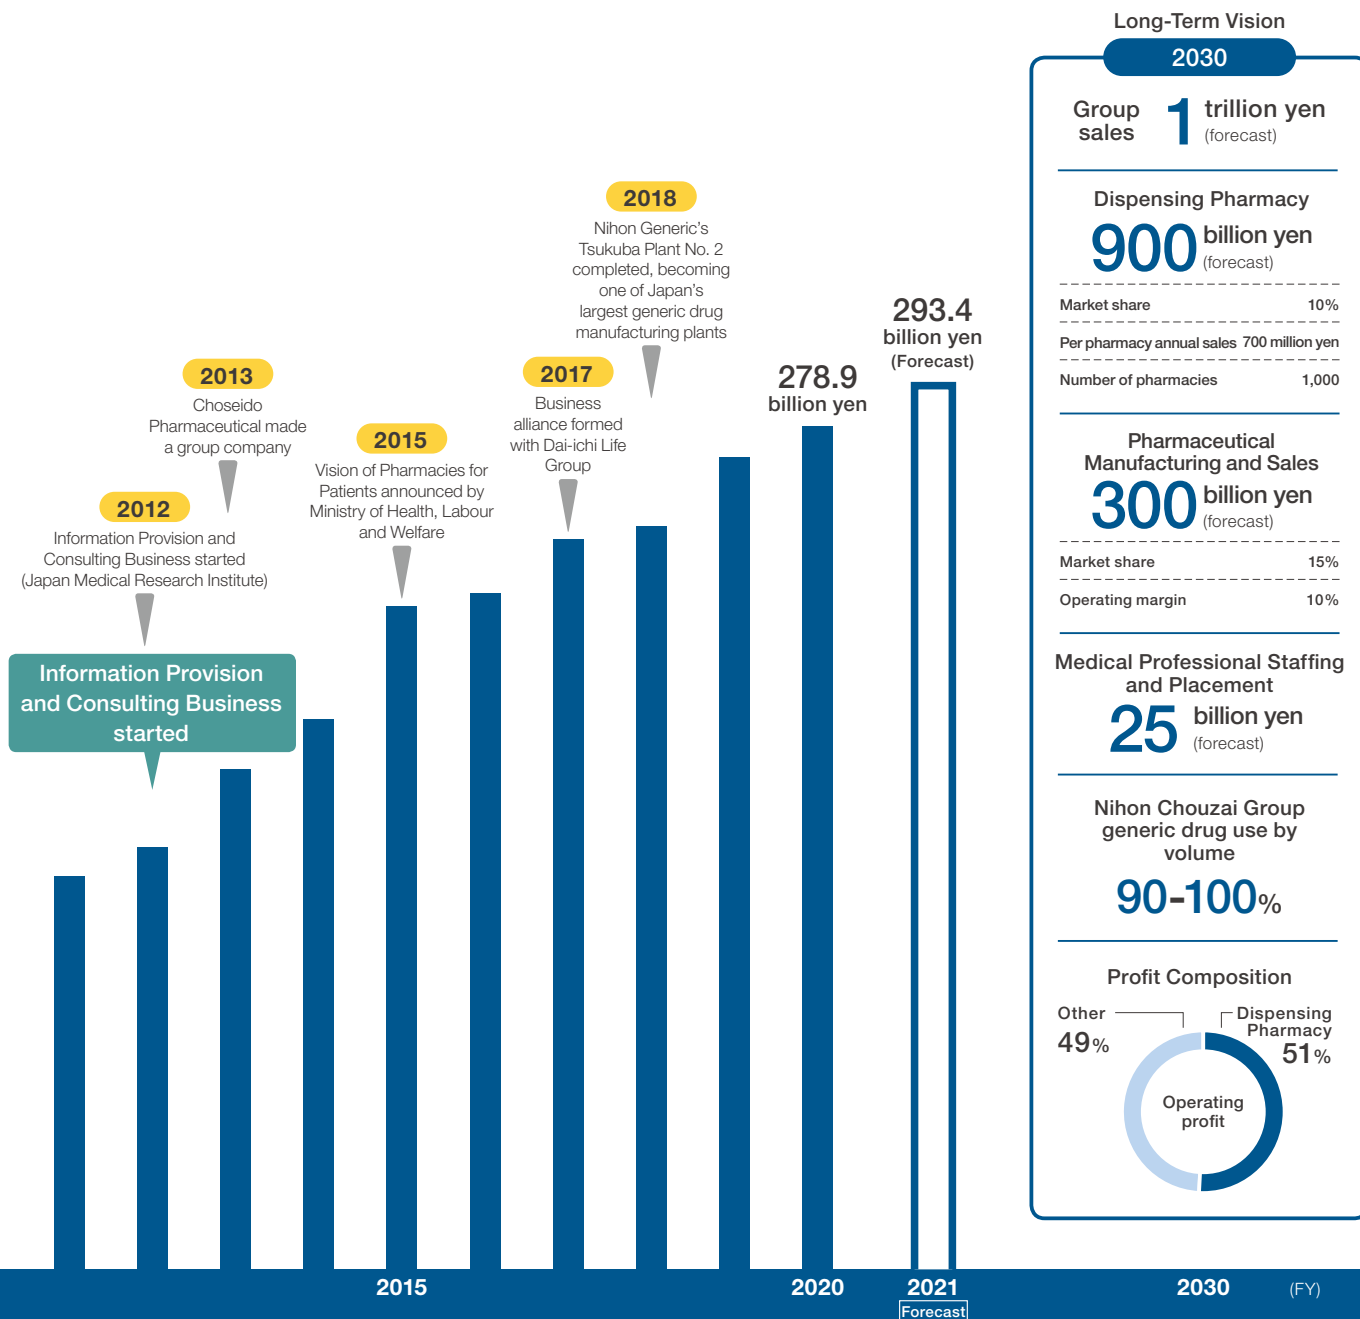 2012
Information Provision and
Consulting Business started
(Japan Medical Research Institute)
Information Provision
and Consulting Business
started
2013
Choseido
Pharmaceutical made
a group company
2015
Vision of Pharmacies for
Patients announced by
Ministry of Health, Labour
and Welfare
2017
Business
alliance formed
with Dai-ichi Life
Group
2018
Nihon Generic's
Tsukuba Plant No. 2
completed, becoming
one of Japan's
largest generic drug
manufacturing plants
278.9
billion yen
293.4
billion yen
(Forecast)
Long-Term Vision
2030
Group
sales
1 trillion yen
(forecast)
Dispensing Pharmacy
900 billion yen
(forecast)
Market share 10%
Per pharmacy annual sales 700 million yen
Number of pharmacies 1,000
Pharmaceutical
Manufacturing and Sales
300 billion yen
(forecast)
Market share 15%
Operating margin 10%
Medical Professional Staffing
and Placement
25 billion yen
(forecast)
Nihon Chouzai Group
generic drug use by
volume
90-100%
Profit Composition
Other
49%
Dispensing
Pharmacy
51%
Operating
profit
2015 2020 2021 2030 (FY)
Forecast